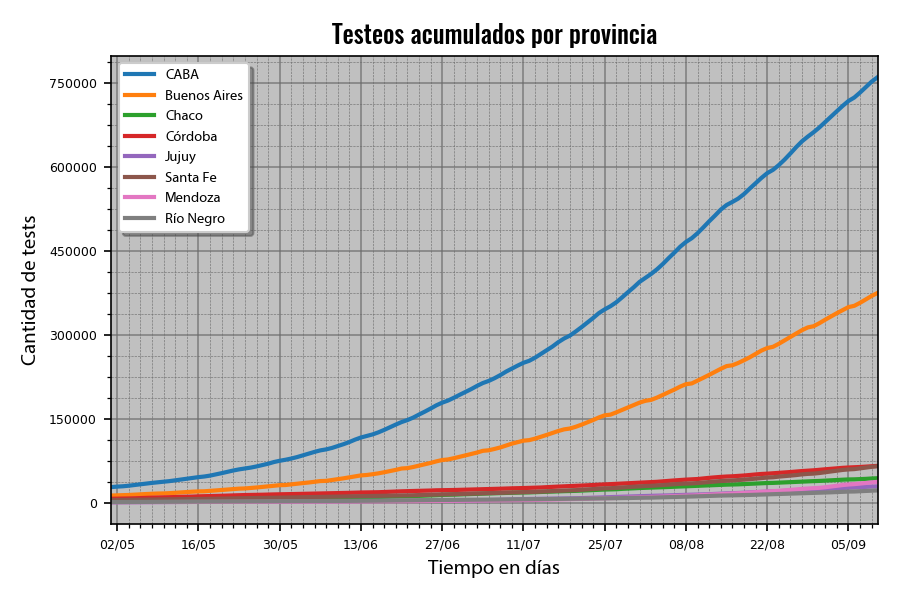 Testeos acumulados por provincia
CABA
Buenos Aires
Chaco
Córdoba
Jujuy
Santa Fe
Mendoza
Río Negro
Cantidad de tests
750000
600000
450000
300000
150000
0
02/05 16/05 30/05 13/06 27/06 11/07 25/07 08/08 22/08 05/09
Tiempo en días